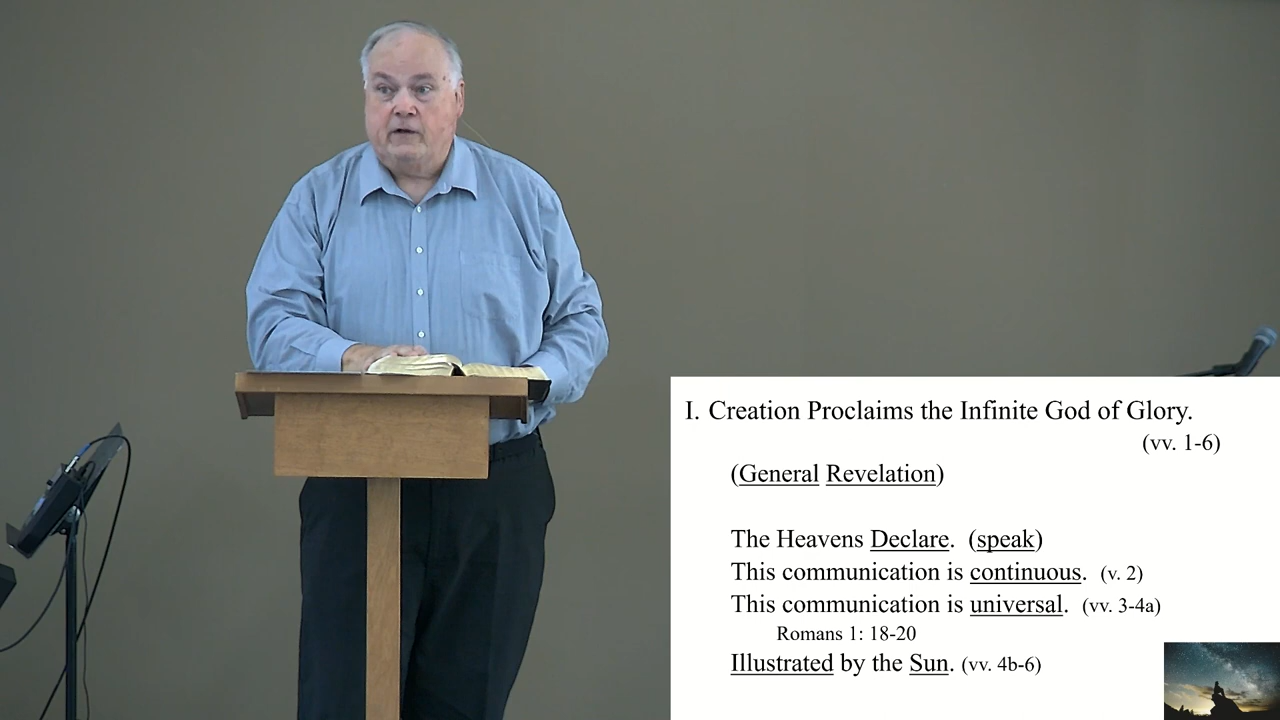 I. Creation Proclaims the Infinite God of Glory.
(vv. 1-6)
(General Revelation)
The Heavens Declare. (speak)
This communication is continuous. (v. 2)
This communication is universal. (vv. 3-4a)
Romans 1: 18-20
Illustrated by the Sun. (vv. 4b-6)